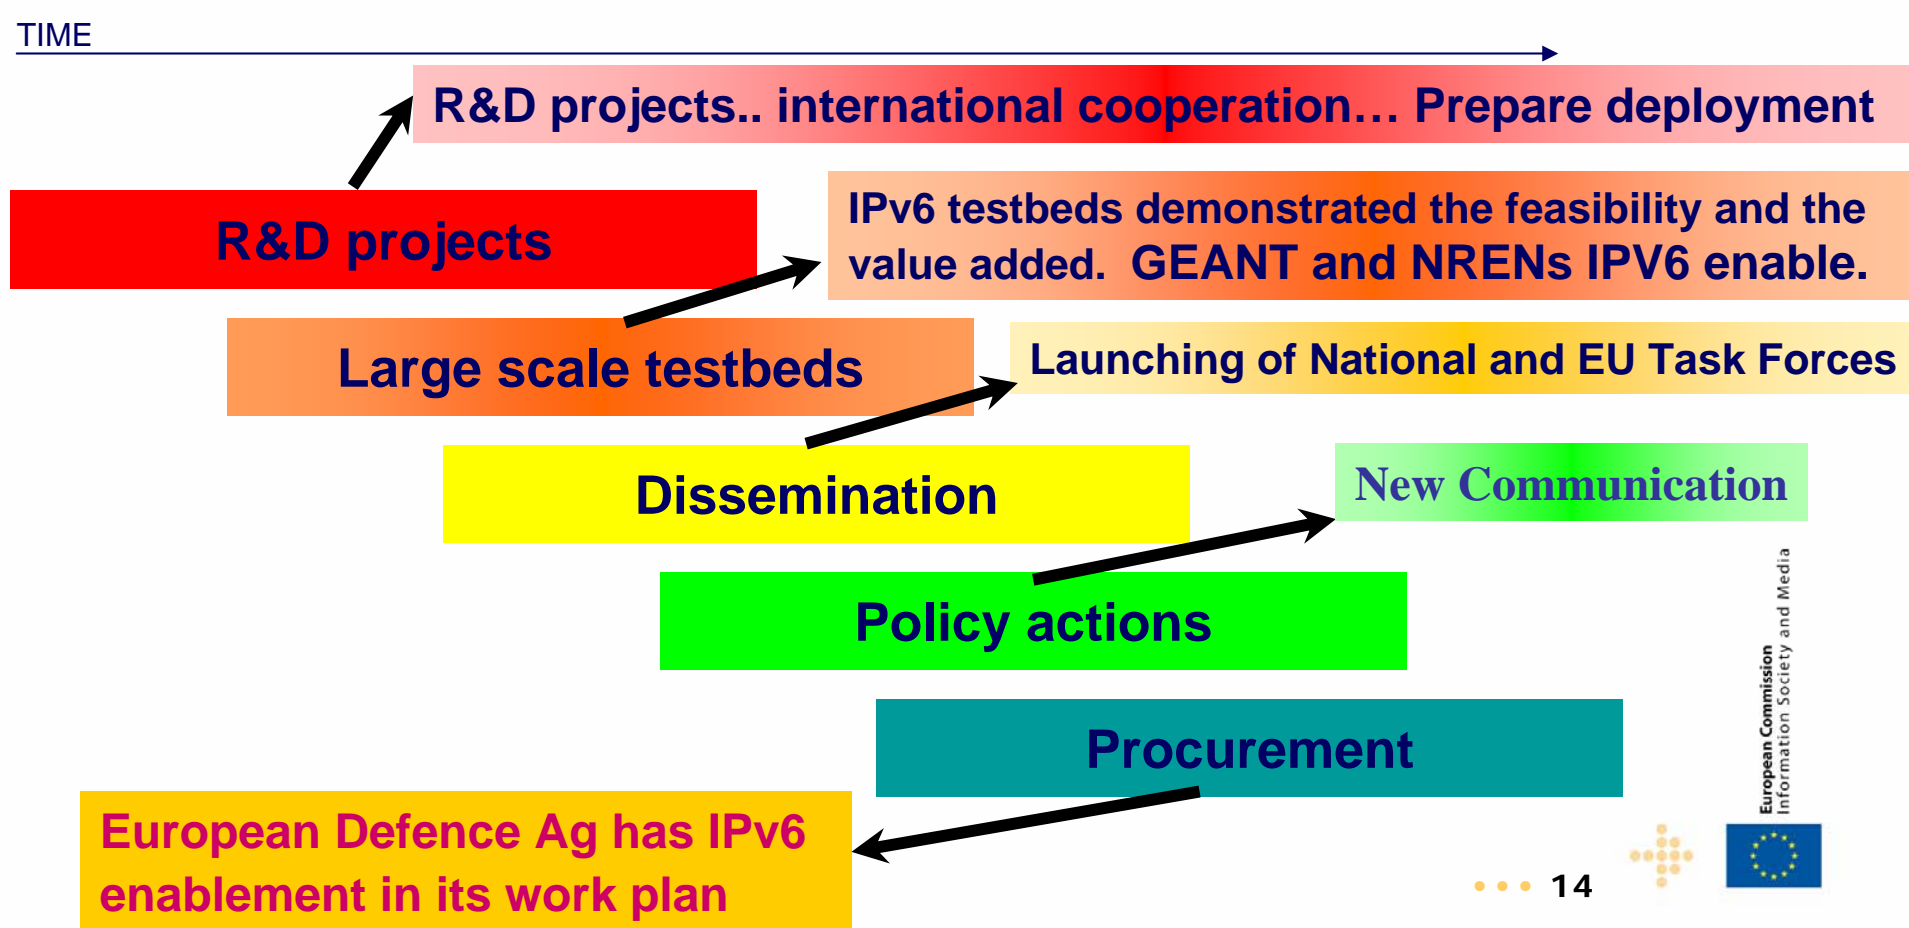 TIME
R&D projects.. international cooperation… Prepare deployment
R&D projects
IPv6 testbeds demonstrated the feasibility and the
value added. GEANT and NRENs IPV6 enable.
Large scale testbeds
Launching of National and EU Task Forces
Dissemination
New Communication
Policy actions
Procurement
European Defence Ag has IPv6
enablement in its work plan
European Commission
Information Society and Media
••• 14